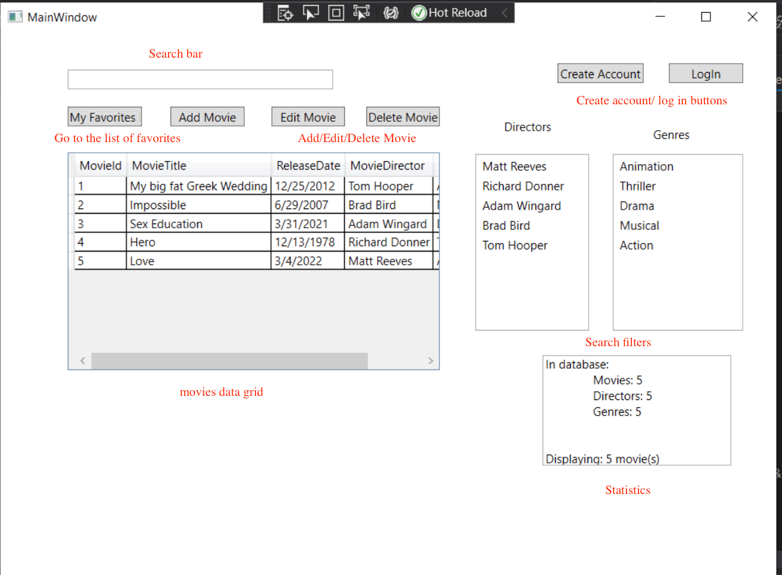 MainWindow
Hot Reload
Search bar
Create Account LogIn
Create account/ log in buttons
My Favorites Add Movie Edit Movie Delete Movie
Go to the list of favorites Add/Edit/Delete Movie
Directors Genres
MovieId MovieTitle ReleaseDate MovieDirector
1 My big fat Greek Wedding 12/25/2012 Tom Hooper
2 Impossible 6/29/2007 Brad Bird
3 Sex Education 3/31/2021 Adam Wingard
4 Hero 12/13/1978 Richard Donner
5 Love 3/4/2022 Matt Reeves
Matt Reeves
Richard Donner
Adam Wingard
Brad Bird
Tom Hooper
Animation
Thriller
Drama
Musical
Action
Search filters
movies data grid
In database:
Movies: 5
Directors: 5
Genres: 5
Displaying: 5 movie(s)
Statistics